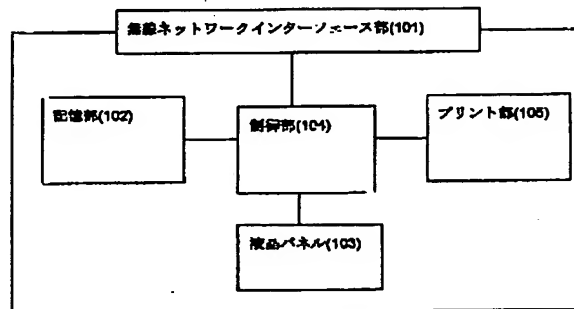 無線ネットワークインターフェース部(101)
記憶部(102)
制御部(104)
プリント部(105)
液晶パネル(103)